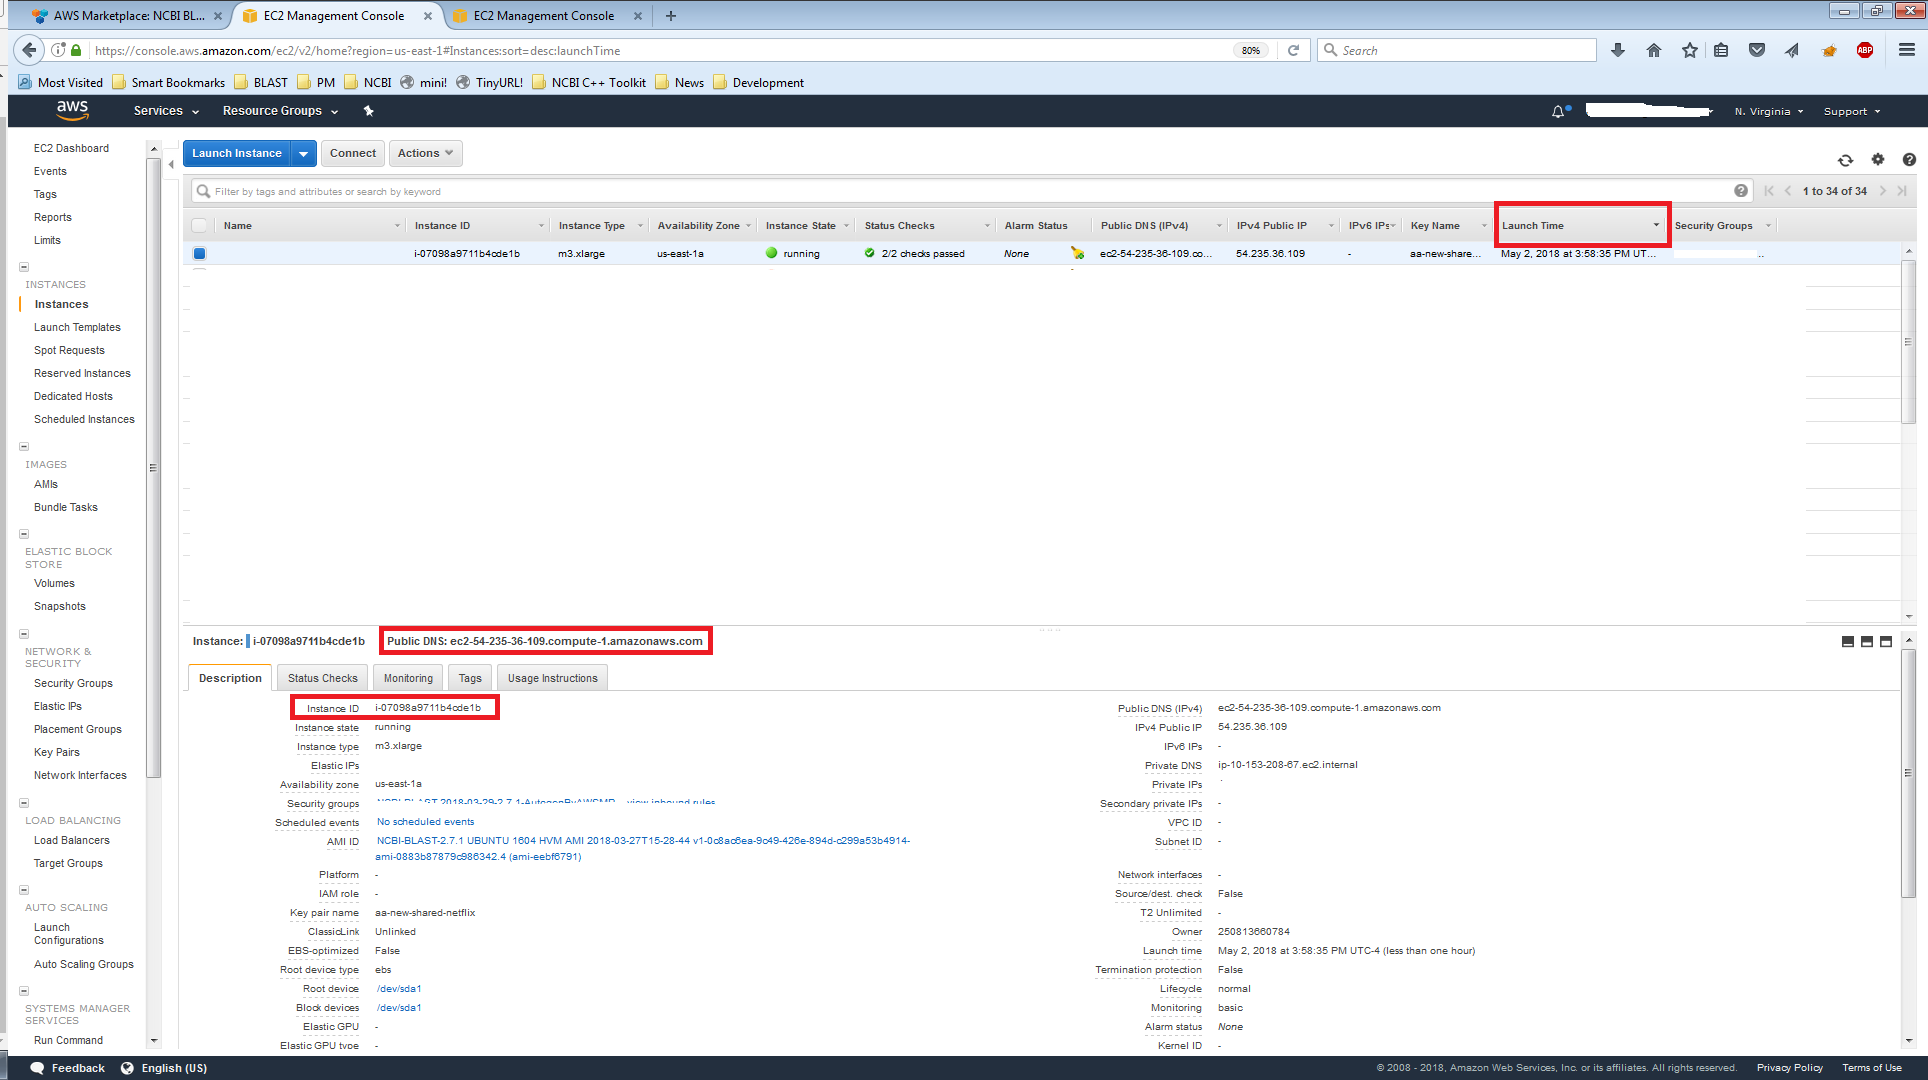 AWS Marketplace: NCBI BL...
EC2 Management Console
EC2 Management Console
https://console.aws.amazon.com/ec2/v2/home?region=us-east-1#Instances:sort=desc:launchTime
80%
Search
ABP
Most Visited
Smart Bookmarks
BLAST
PM
NCBI
mini!
TinyURL!
NCBI C++ Toolkit
News
Development
aws
Services
Resource Groups
N. Virginia
Support
EC2 Dashboard
Events
Tags
Reports
Limits
INSTANCES
Instances
Launch Templates
Spot Requests
Reserved Instances
Dedicated Hosts
Scheduled Instances
IMAGES
AMIs
Bundle Tasks
ELASTIC BLOCK
STORE
Volumes
Snapshots
NETWORK &
SECURITY
Security Groups
Elastic IPs
Placement Groups
Key Pairs
Network Interfaces
LOAD BALANCING
Load Balancers
Target Groups
AUTO SCALING
Launch
Configurations
Auto Scaling Groups
SYSTEMS MANAGER
SERVICES
Run Command
Launch Instance
Connect
Actions
Filter by tags and attributes or search by keyword
1 to 34 of 34
Name Instance ID Instance Type Availability Zone Instance State Status Checks Alarm Status Public DNS (IPv4) IPv4 Public IP IPv6 IPs Key Name Launch Time Security Groups
i-07098a9711b4cde1b m3.xlarge us-east-1a running 2/2 checks passed None ec2-54-235-36-109.co... 54.235.36.109 - aa-new-share... May 2, 2018 at 3:58:35 PM UT... ..
Instance: i-07098a9711b4cde1b Public DNS: ec2-54-235-36-109.compute-1.amazonaws.com
Description
Status Checks
Monitoring
Tags
Usage Instructions
Instance ID i-07098a9711b4cde1b
Instance state running
Instance type m3.xlarge
Elastic IPs
Availability zone us-east-1a
Security groups NCBI-BLAST 2018-03-29-2.7.1-AutogenByAWSMP view inbound rules
Scheduled events No scheduled events
AMI ID NCBI-BLAST-2.7.1 UBUNTU 1604 HVM AMI 2018-03-27T15-28-44 v1-0c8ac6ea-9c49-426e-894d-c299a53b4914-
ami-0883b87879c986342.4 (ami-eebf6791)
Platform -
IAM role -
Key pair name aa-new-shared-netflix
ClassicLink Unlinked
EBS-optimized False
Root device type ebs
Root device /dev/sda1
Block devices /dev/sda1
Elastic GPU -
Elastic GPU type -
Public DNS (IPv4) ec2-54-235-36-109.compute-1.amazonaws.com
IPv4 Public IP 54.235.36.109
IPv6 IPs -
Private DNS ip-10-153-208-67.ec2.internal
Private IPs
Secondary private IPs -
VPC ID -
Subnet ID -
Network interfaces -
Source/dest. check False
T2 Unlimited -
Owner 250813660784
Launch time May 2, 2018 at 3:58:35 PM UTC-4 (less than one hour)
Termination protection False
Lifecycle normal
Monitoring basic
Alarm status None
Kernel ID -
Feedback
English (US)
© 2008 - 2018, Amazon Web Services, Inc. or its affiliates. All rights reserved.
Privacy Policy
Terms of Use